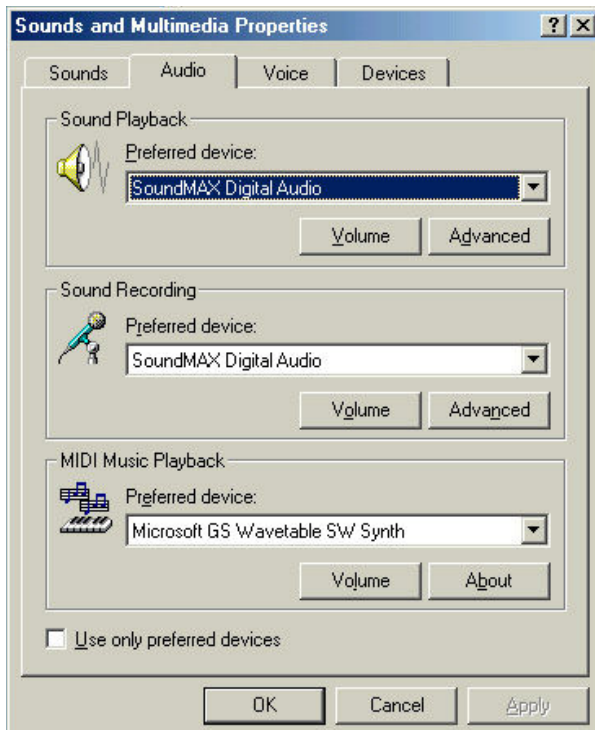 Sounds and Multimedia Properties
Sounds Audio Voice Devices
Sound Playback
Preferred device:
SoundMAX Digital Audio
Volume Advanced
Sound Recording
Preferred device:
SoundMAX Digital Audio
Volume Advanced
MIDI Music Playback
Preferred device:
Microsoft GS Wavetable SW Synth
Volume About
Use only preferred devices
OK Cancel Apply